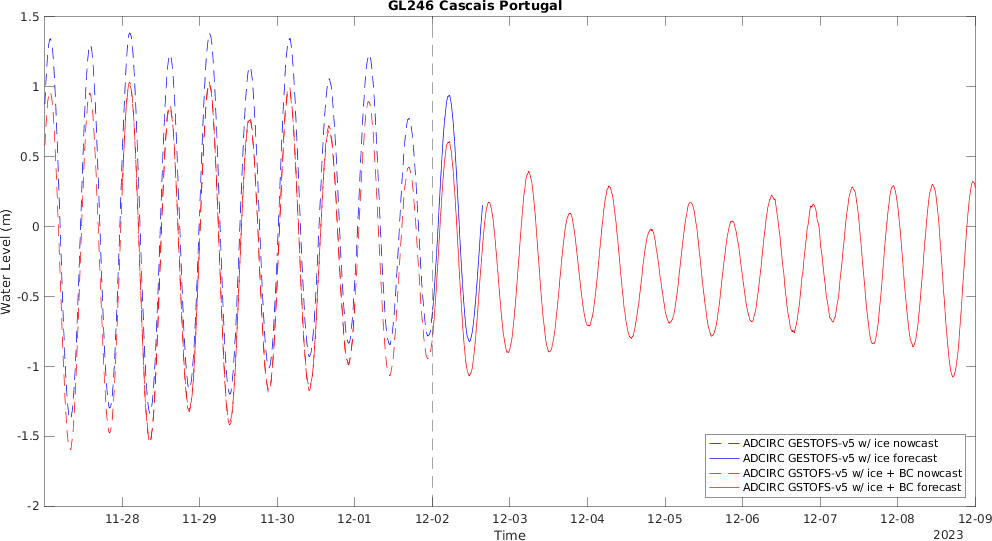 GL246 Cascais Portugal
1.5
1
0.5
0
-0.5
-1
-1.5
-2
Water Level (m)
11-28 11-29 11-30 12-01 12-02 12-03 12-04 12-05 12-06 12-07 12-08 12-09
2023
Time
ADCIRC GESTOFS-v5 w/ ice nowcast
ADCIRC GESTOFS-v5 w/ ice forecast
ADCIRC GSTOFS-v5 w/ ice + BC nowcast
ADCIRC GSTOFS-v5 w/ ice + BC forecast